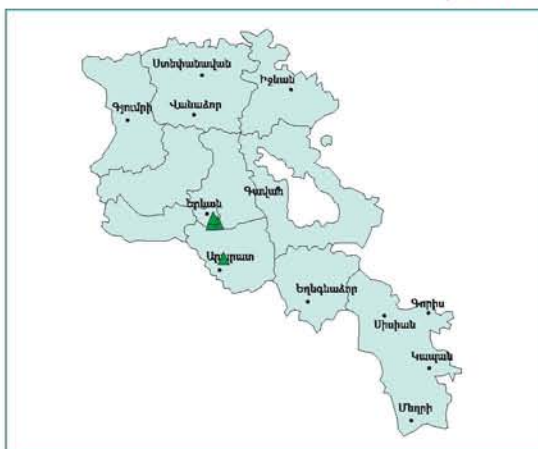 Ստեփանավան
Իջևան
Գյումրի
Վանաձոր
Գավառ
Երևան
Արարատ
Եղեգնաձոր
Գորիս
Սիսիան
Կապան
Մեղրի